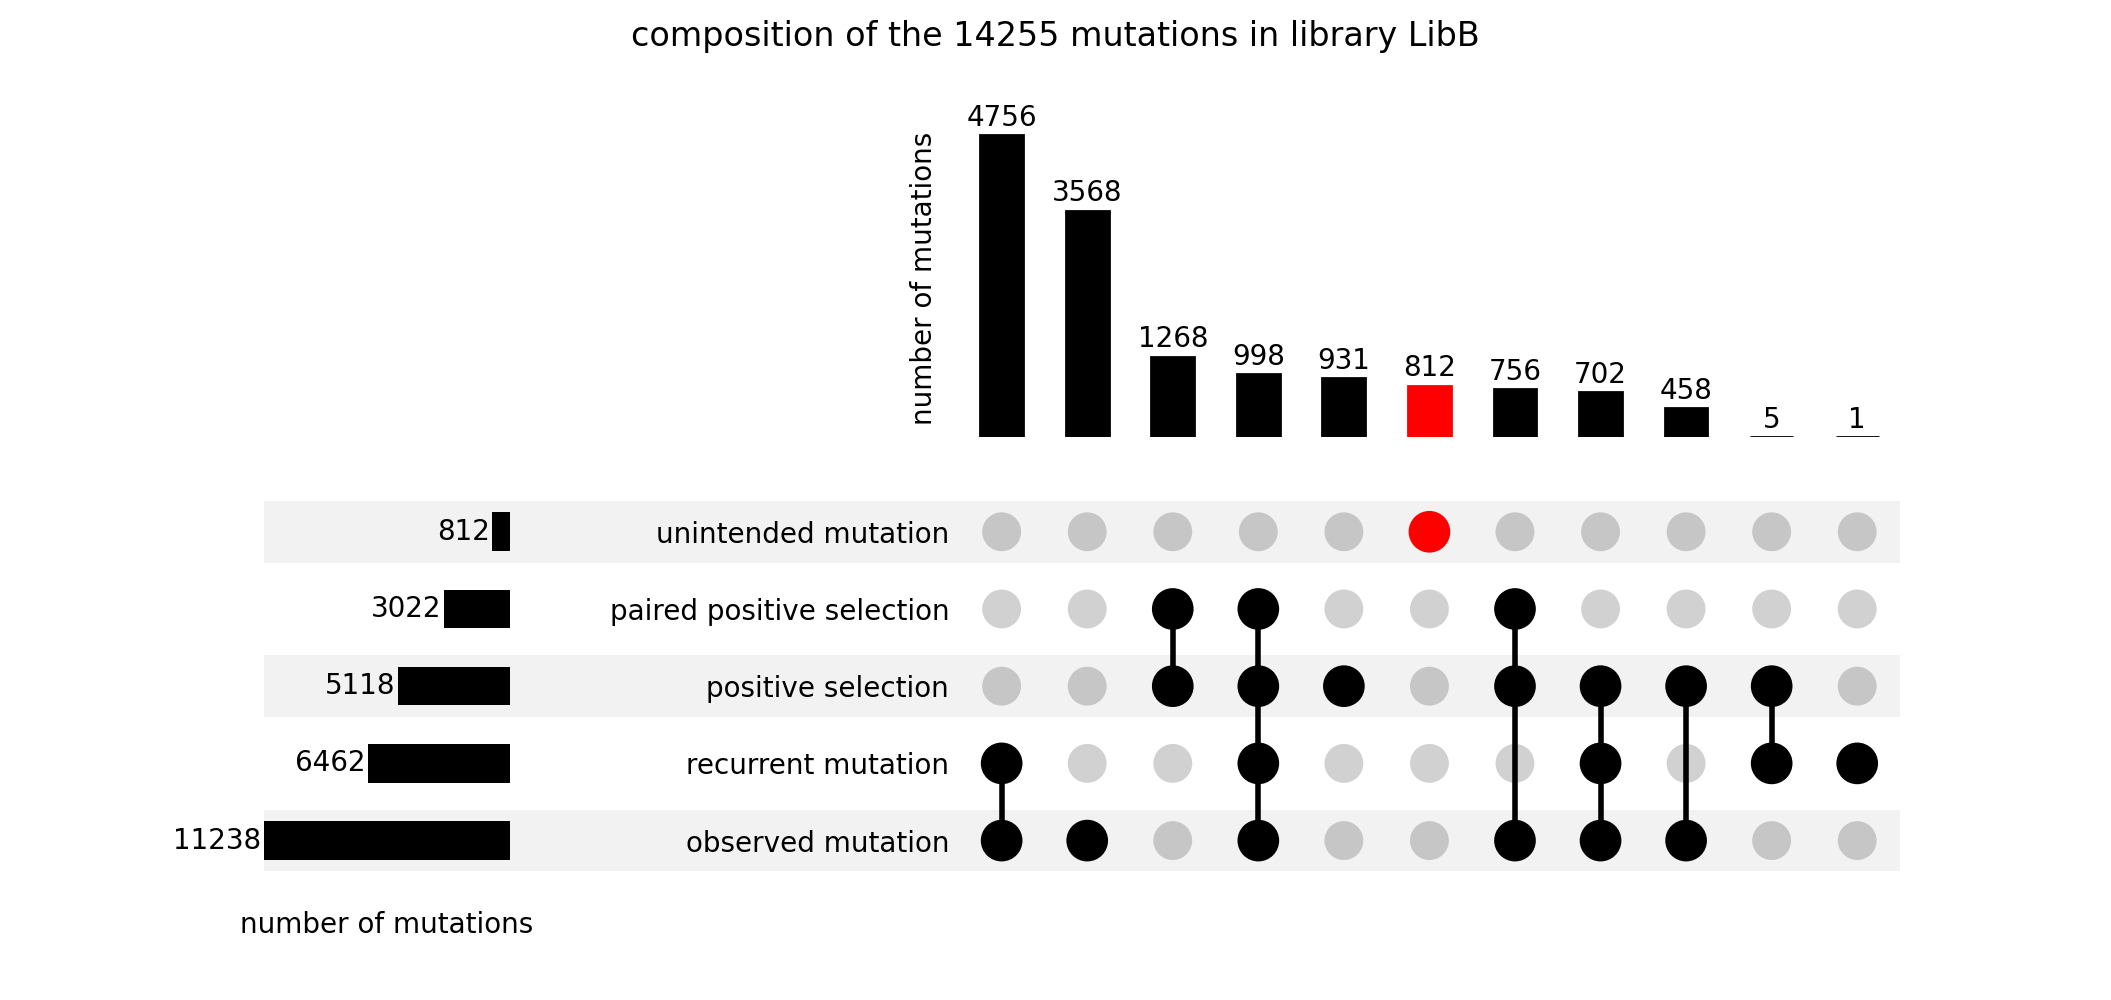 composition of the 14255 mutations in library LibB
number of mutations
4756
3568
1268
998
931
812
756
702
458
5
1
812
unintended mutation
3022
paired positive selection
5118
positive selection
6462
recurrent mutation
11238
observed mutation
number of mutations